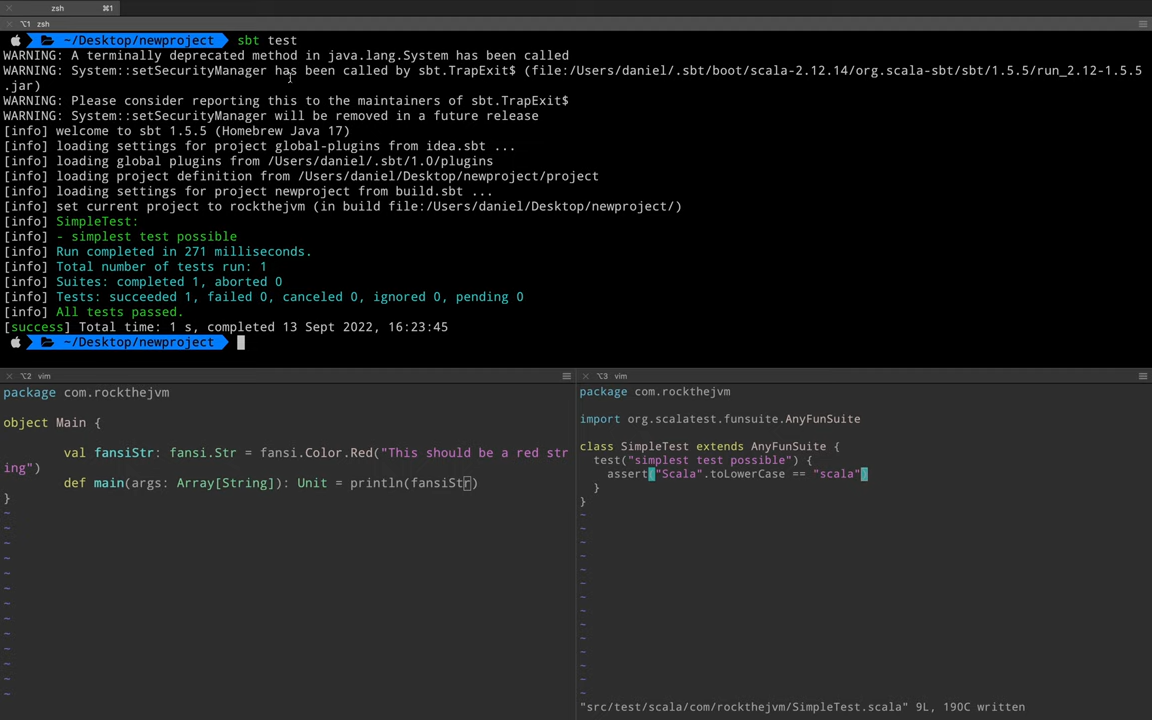 zsh ⌘1
⌥1 zsh
~/Desktop/newproject sbt test
WARNING: A terminally deprecated method in java.lang.System has been called
WARNING: System::setSecurityManager has been called by sbt.TrapExit$ (file:/Users/daniel/.sbt/boot/scala-2.12.14/org.scala-sbt/sbt/1.5.5/run_2.12-1.5.5
.jar)
WARNING: Please consider reporting this to the maintainers of sbt.TrapExit$
WARNING: System::setSecurityManager will be removed in a future release
[info] welcome to sbt 1.5.5 (Homebrew Java 17)
[info] loading settings for project global-plugins from idea.sbt ...
[info] loading global plugins from /Users/daniel/.sbt/1.0/plugins
[info] loading project definition from /Users/daniel/Desktop/newproject/project
[info] loading settings for project newproject from build.sbt ...
[info] set current project to rockthejvm (in build file:/Users/daniel/Desktop/newproject/)
[info] SimpleTest:
[info] - simplest test possible
[info] Run completed in 271 milliseconds.
[info] Total number of tests run: 1
[info] Suites: completed 1, aborted 0
[info] Tests: succeeded 1, failed 0, canceled 0, ignored 0, pending 0
[info] All tests passed.
[success] Total time: 1 s, completed 13 Sept 2022, 16:23:45
~/Desktop/newproject
⌥2 vim
package com.rockthejvm
object Main {
val fansiStr: fansi.Str = fansi.Color.Red("This should be a red str
ing")
def main(args: Array[String]): Unit = println(fansiStr)
}
~
~
~
~
~
~
~
~
~
~
~
~
~
⌥3 vim
package com.rockthejvm
import org.scalatest.funsuite.AnyFunSuite
class SimpleTest extends AnyFunSuite {
test("simplest test possible") {
assert("Scala".toLowerCase == "scala")
}
}
~
~
~
~
~
~
~
~
~
~
~
~
~
~
"src/test/scala/com/rockthejvm/SimpleTest.scala" 9L, 190C written